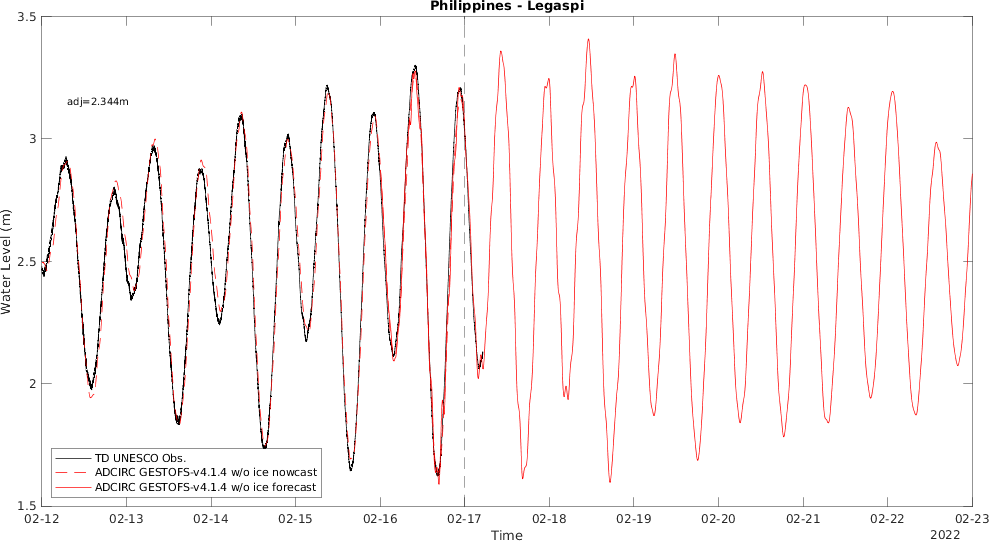 Philippines - Legaspi
3.5
adj=2.344m
3
2.5
Water Level (m)
2
TD UNESCO Obs.
ADCIRC GESTOFS-v4.1.4 w/o ice nowcast
ADCIRC GESTOFS-v4.1.4 w/o ice forecast
1.5
02-12 02-13 02-14 02-15 02-16 02-17 02-18 02-19 02-20 02-21 02-22 02-23
Time
2022